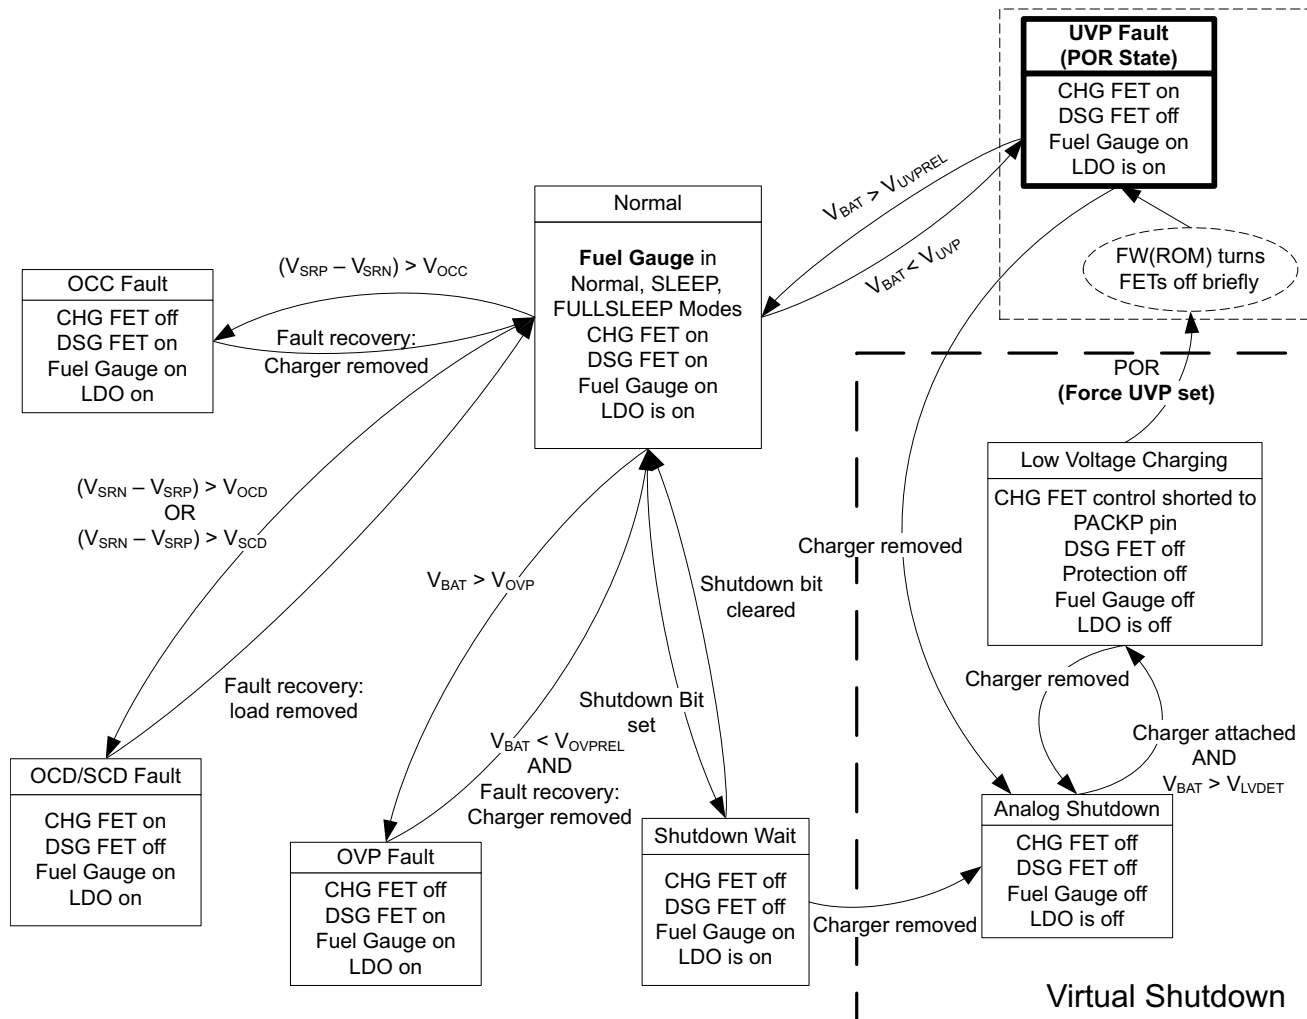 UVP Fault
(POR State)
CHG FET on
DSG FET off
Fuel Gauge on
LDO is on
VBAT > VUVPREL
VBAT < VUVP
FW(ROM) turns
FETs off briefly
Normal
Fuel Gauge in
Normal, SLEEP,
FULLSLEEP Modes
CHG FET on
DSG FET on
Fuel Gauge on
LDO is on
(VSRP – VSRN) > VOCC
Fault recovery:
Charger removed
OCC Fault
CHG FET off
DSG FET on
Fuel Gauge on
LDO on
POR
(Force UVP set)
Low Voltage Charging
CHG FET control shorted to
PACKP pin
DSG FET off
Protection off
Fuel Gauge off
LDO is off
(VSRN – VSRP) > VOCD
OR
(VSRN – VSRP) > VSCD
Charger removed
VBAT > VOVP
Shutdown bit
cleared
Fault recovery:
load removed
Shutdown Bit
set
Charger removed
Charger attached
AND
VBAT > VLVDET
VBAT < VOVPREL
AND
Fault recovery:
Charger removed
OCD/SCD Fault
CHG FET on
DSG FET off
Fuel Gauge on
LDO on
OVP Fault
CHG FET off
DSG FET on
Fuel Gauge on
LDO on
Shutdown Wait
CHG FET off
DSG FET off
Fuel Gauge on
LDO is on
Charger removed
Analog Shutdown
CHG FET off
DSG FET off
Fuel Gauge off
LDO is off
Virtual Shutdown